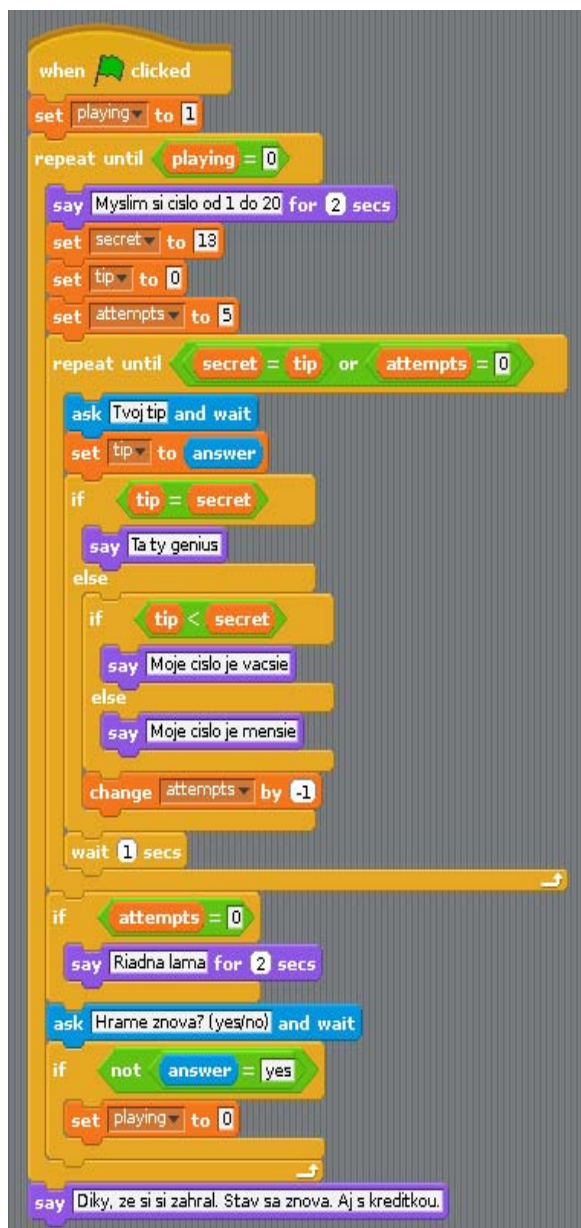 when clicked
set playing to 1
repeat until playing = 0
say Myslim si cislo od 1 do 20 for 2 secs
set secret to 13
set tip to 0
set attempts to 5
repeat until secret = tip or attempts = 0
ask Tvoj tip and wait
set tip to answer
if tip = secret
say Ta ty genius
else
if tip < secret
say Moje cislo je vacsie
else
say Moje cislo je mensie
change attempts by -1
wait 1 secs
if attempts = 0
say Riadna lama for 2 secs
ask Hrame znova? (yes/no) and wait
if not answer = yes
set playing to 0
say Diky, ze si si zahral. Stav sa znova. Aj s kreditkou.